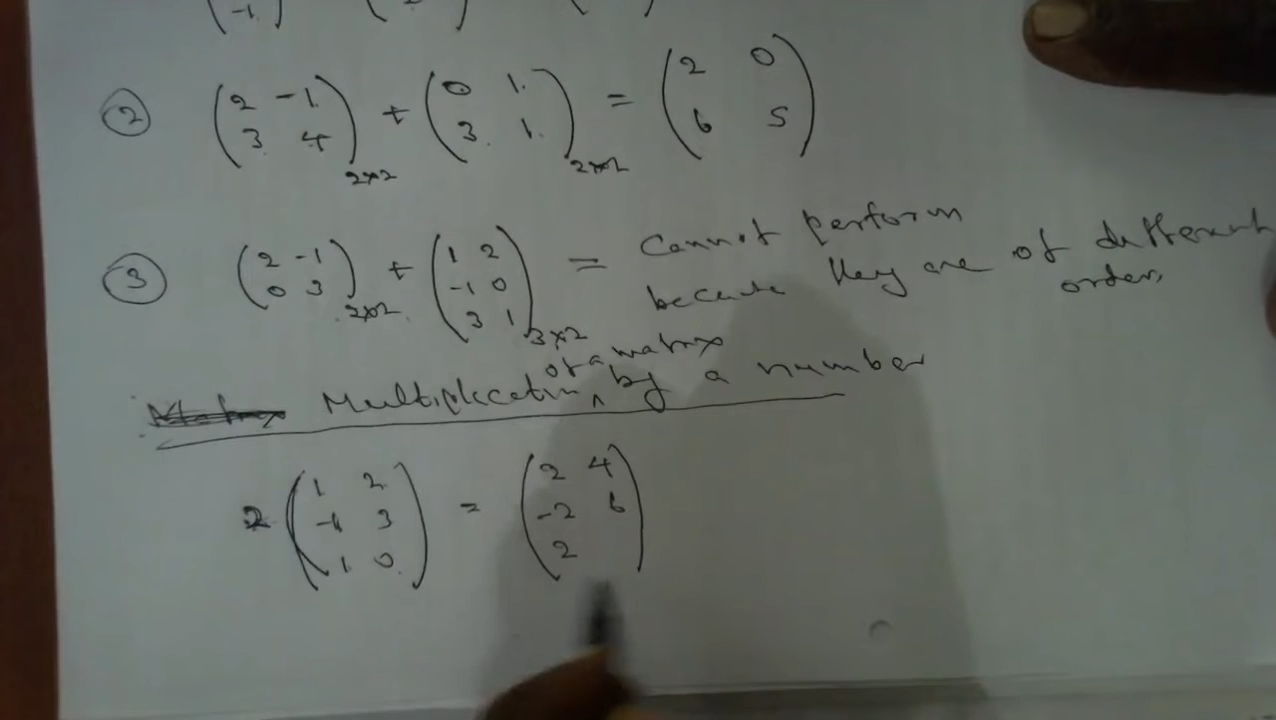 ② (2 -1 + (0 1 = (2 0
3 4)2×2 3 1)2×2 6 5)
③ (2 -1 + (1 2 = Cannot perform
0 3)2×2 -1 0 because they are of different
3 1)3×2 orders
of a matrix
Multiplication ^ by a number
2 (1 2 = (2 4
-1 3 -2 6
1 0) 2 )